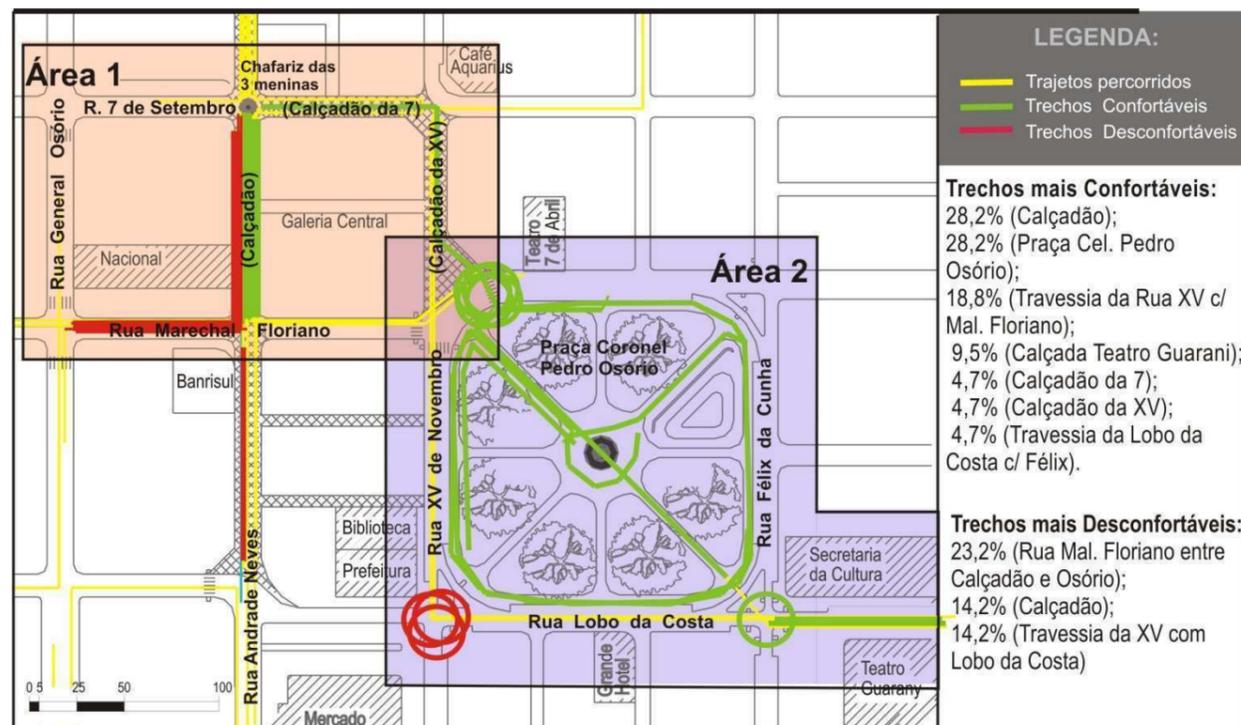 Área 1
Chafariz das
3 meninas
Café
Aquarius
R. 7 de Setembro
(Calçadão da 7)
Rua General Osório
(Calçadão)
(Calçadão da XV)
Galeria Central
Nacional
Teatro
7 de Abril
Área 2
Rua Marechal Floriano
Banrisul
Praça Coronel
Pedro Osório
Rua XV de Novembro
Rua Félix da Cunha
Biblioteca
Prefeitura
Secretaria
da Cultura
Rua Andrade Neves
Rua Lobo da Costa
Grande
Hotel
Teatro
Guarany
Mercado
0 5 25 50 100
LEGENDA:
Trajetos percorridos
Trechos Confortáveis
Trechos Desconfortáveis
Trechos mais Confortáveis:
28,2% (Calçadão);
28,2% (Praça Cel. Pedro
Osório);
18,8% (Travessia da Rua XV c/
Mal. Floriano);
9,5% (Calçada Teatro Guarani);
4,7% (Calçadão da 7);
4,7% (Calçadão da XV);
4,7% (Travessia da Lobo da
Costa c/ Félix).
Trechos mais Desconfortáveis:
23,2% (Rua Mal. Floriano entre
Calçadão e Osório);
14,2% (Calçadão;
14,2% (Travessia da XV com
Lobo da Costa)